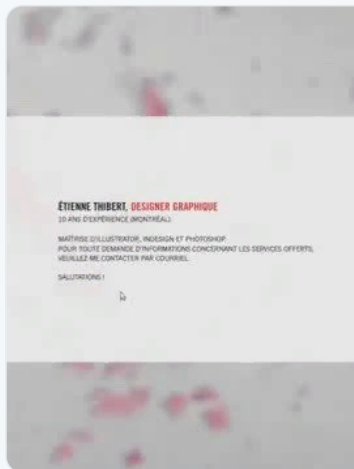 ÉTIENNE THIBERT, DESIGNER GRAPHIQUE
10 ANS D'EXPÉRIENCE (MONTRÉAL)
MAÎTRISE D'ILLUSTRATOR, INDESIGN ET PHOTOSHOP
POUR TOUTE DEMANDE D'INFORMATIONS CONCERNANT LES SERVICES OFFERTS,
VEUILLEZ ME CONTACTER PAR COURRIEL.
SALUTATIONS !